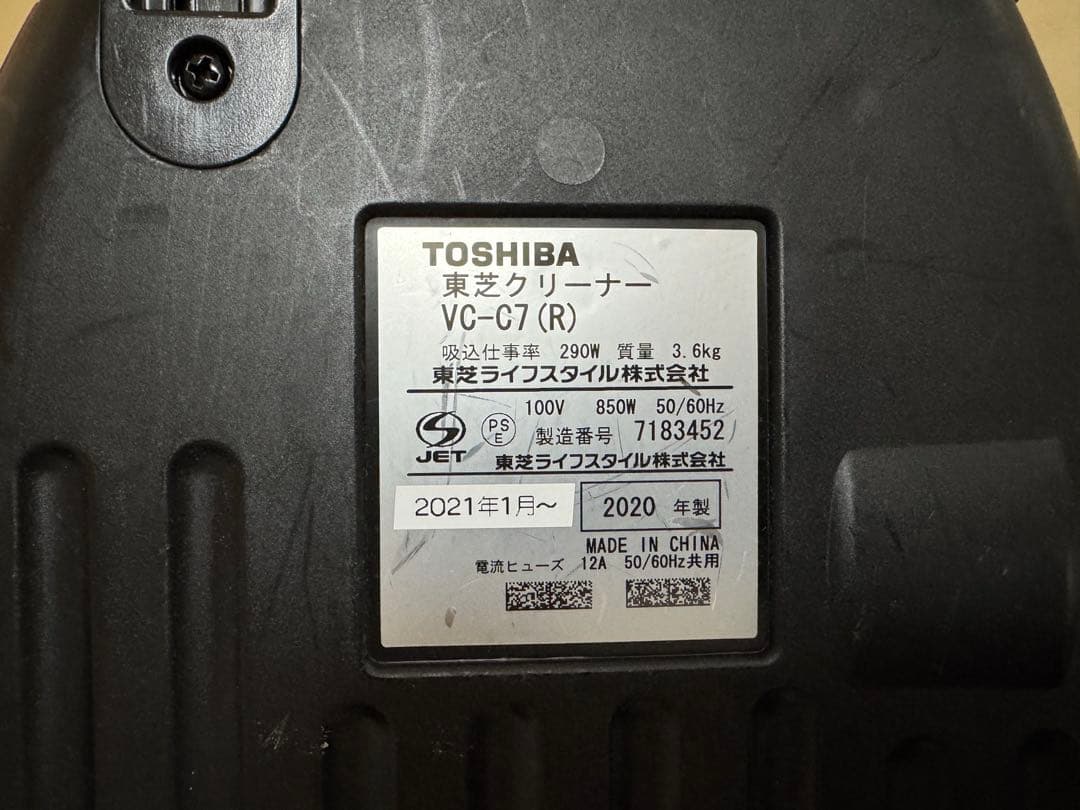 TOSHIBA
東芝クリーナー
VC-C7(R)
吸込仕事率 290W 質量 3.6kg
東芝ライフスタイル株式会社
100V 850W 50/60Hz
JET PS E 製造番号 7183452
東芝ライフスタイル株式会社
2021年1月〜 2020 年製
MADE IN CHINA
電流ヒューズ 12A 50/60Hz共用